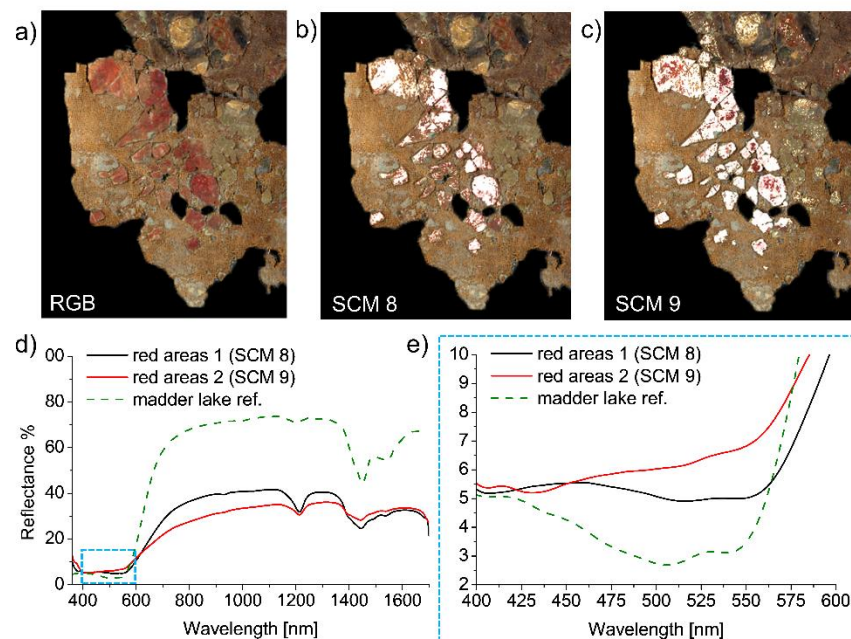 a)
b)
c)
RGB
SCM 8
SCM 9
d)
00
80
60
40
20
00
Reflectance %
red areas 1 (SCM 8)
red areas 2 (SCM 9)
madder lake ref.
400 600 800 1000 1200 1400 1600
Wavelength [nm]
e)
10
9
8
7
6
5
4
3
2
red areas 1 (SCM 8)
red areas 2 (SCM 9)
madder lake ref.
400 425 450 475 500 525 550 575 600
Wavelength [nm]